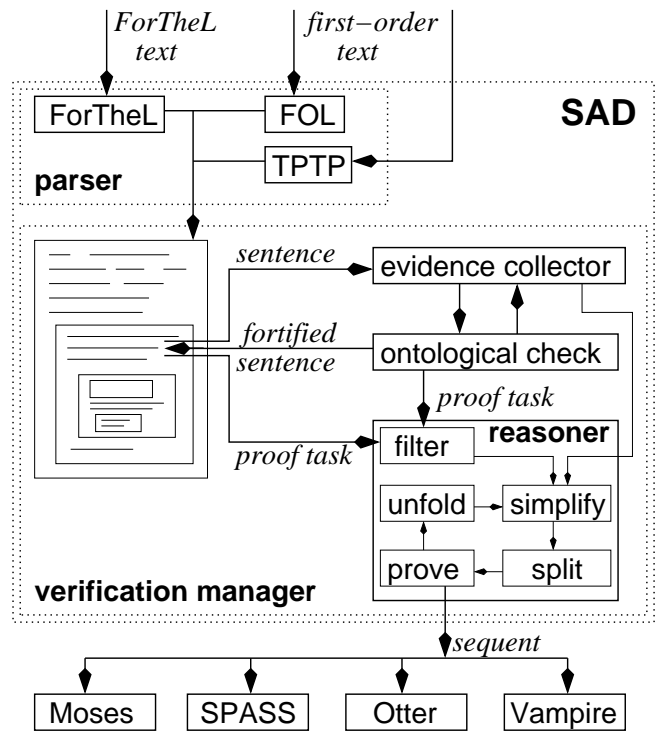 ForTheL
text
first−order
text
SAD
ForTheL
FOL
TPTP
parser
sentence
evidence collector
fortified
sentence
ontological check
proof task
reasoner
proof task
filter
unfold
simplify
prove
split
verification manager
sequent
Moses
SPASS
Otter
Vampire